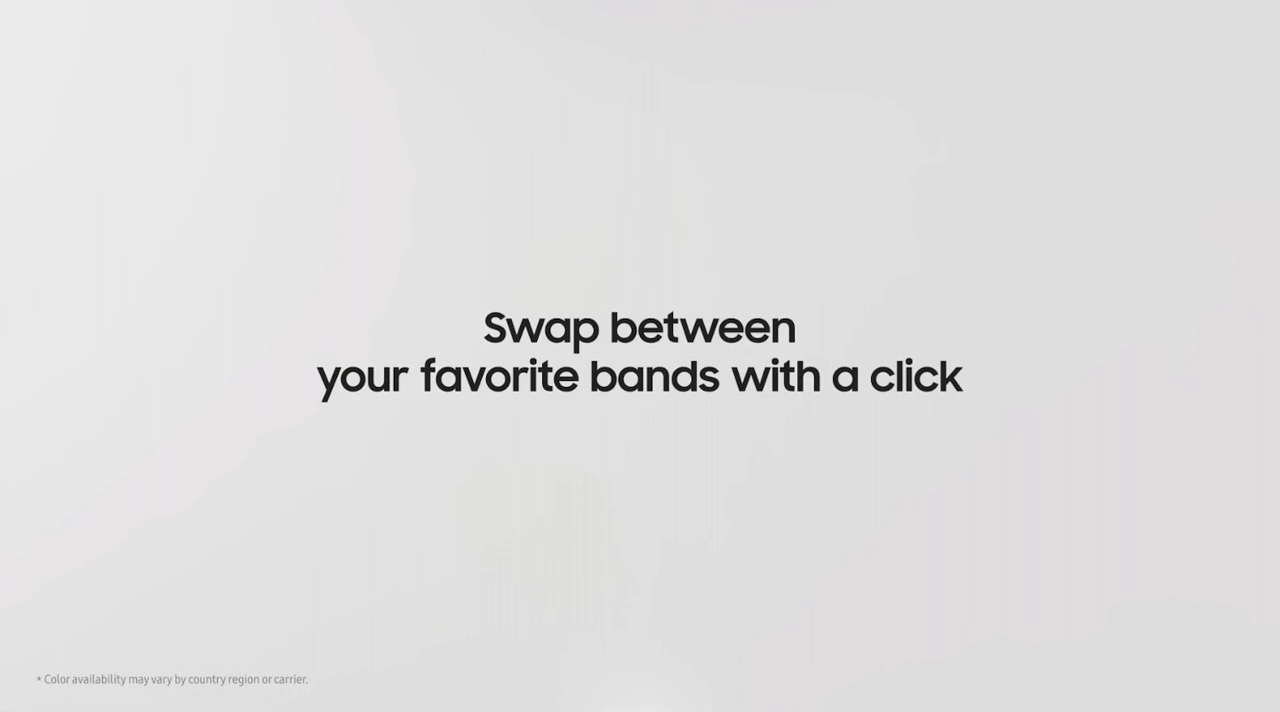 Swap between
your favorite bands with a click
* Color availability may vary by country region or carrier.